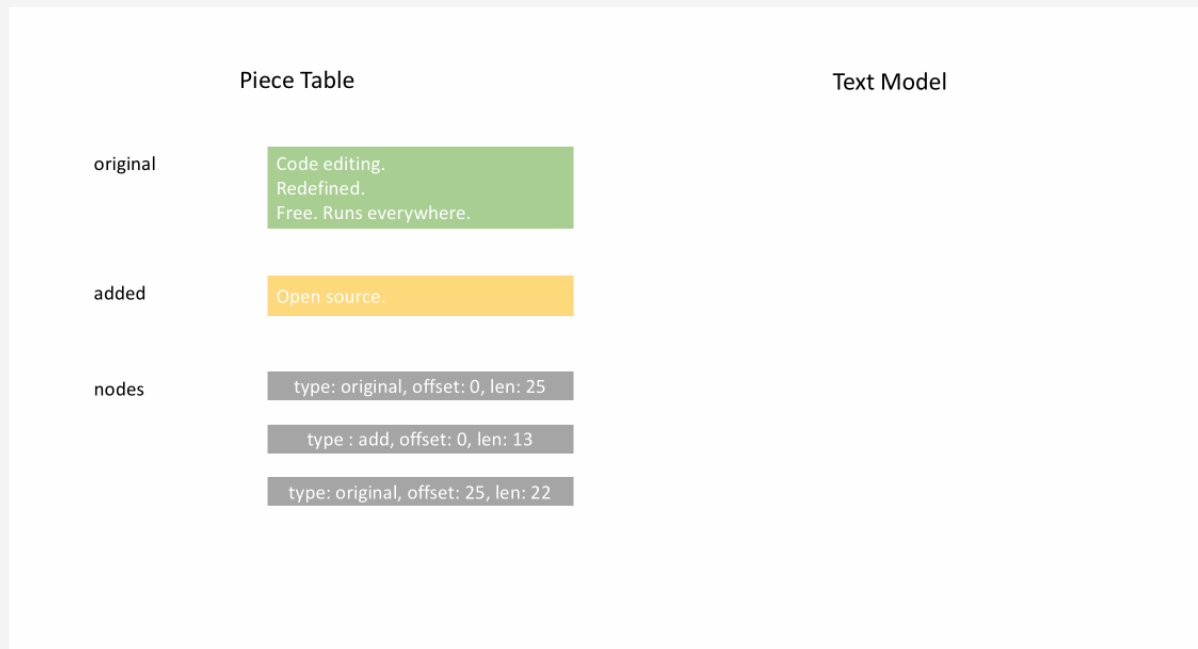 Piece Table
Text Model
original
Code editing.
Redefined.
Free. Runs everywhere.
added
Open source.
nodes
type: original, offset: 0, len: 25
type : add, offset: 0, len: 13
type: original, offset: 25, len: 22